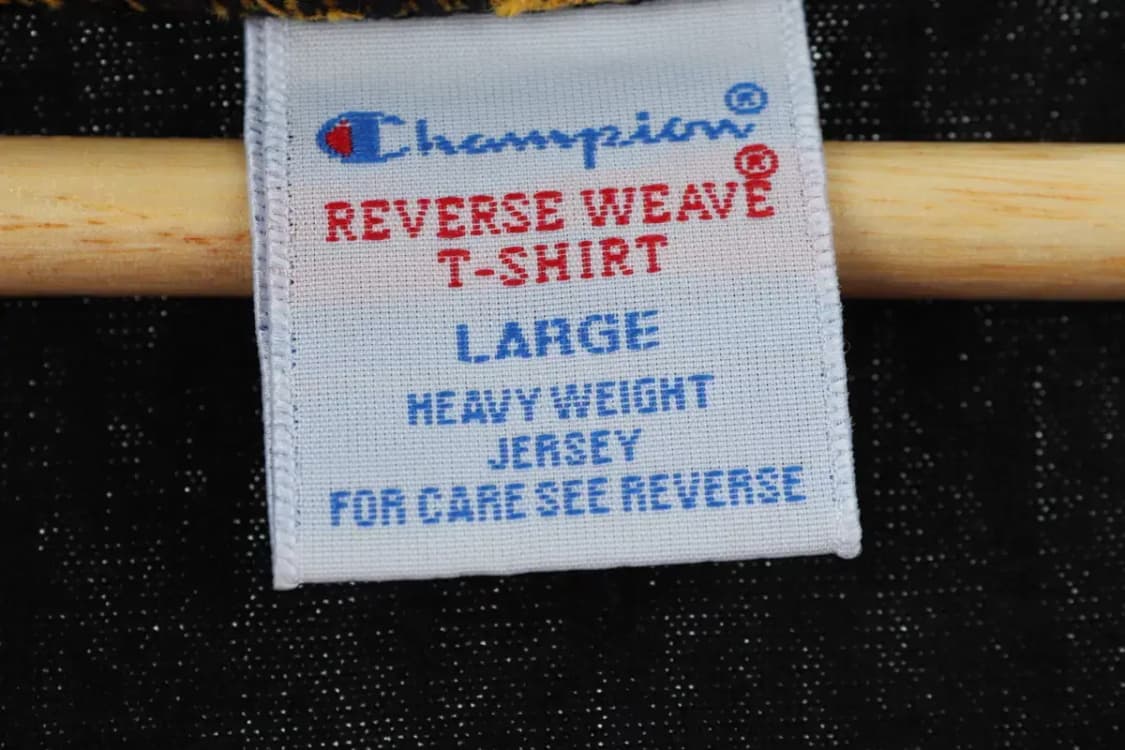 Champion®
REVERSE WEAVE®
T-SHIRT
LARGE
HEAVY WEIGHT
JERSEY
FOR CARE SEE REVERSE